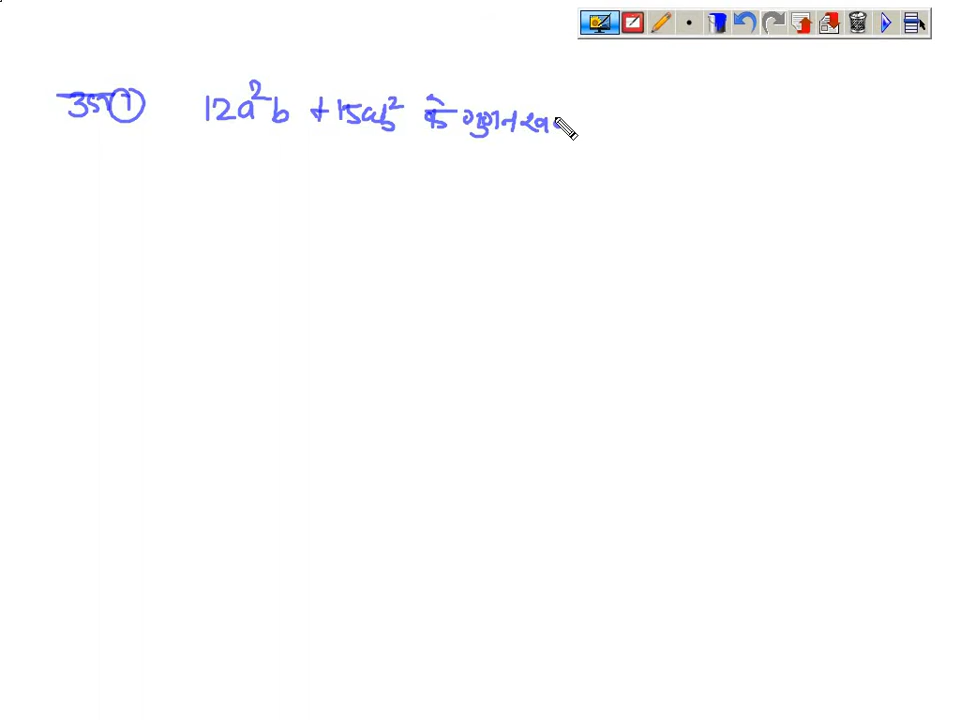 उदा ① 12a²b + 15ab² के गुणनख